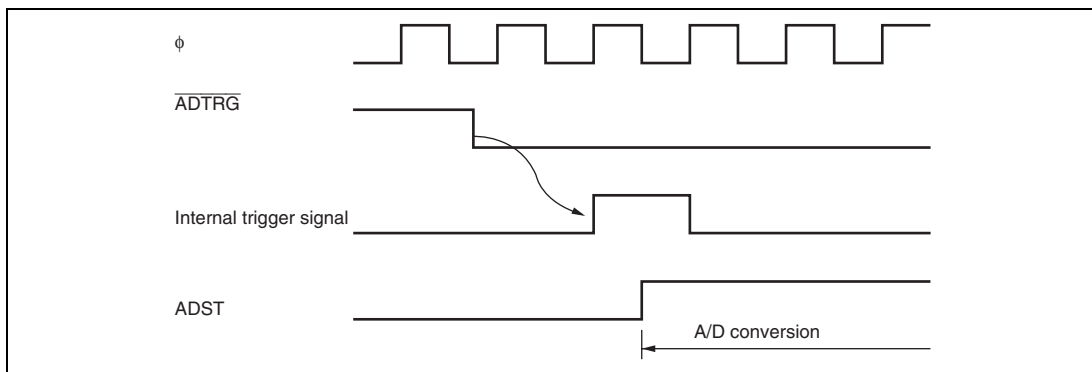 ϕ
ADTRG
Internal trigger signal
ADST
A/D conversion